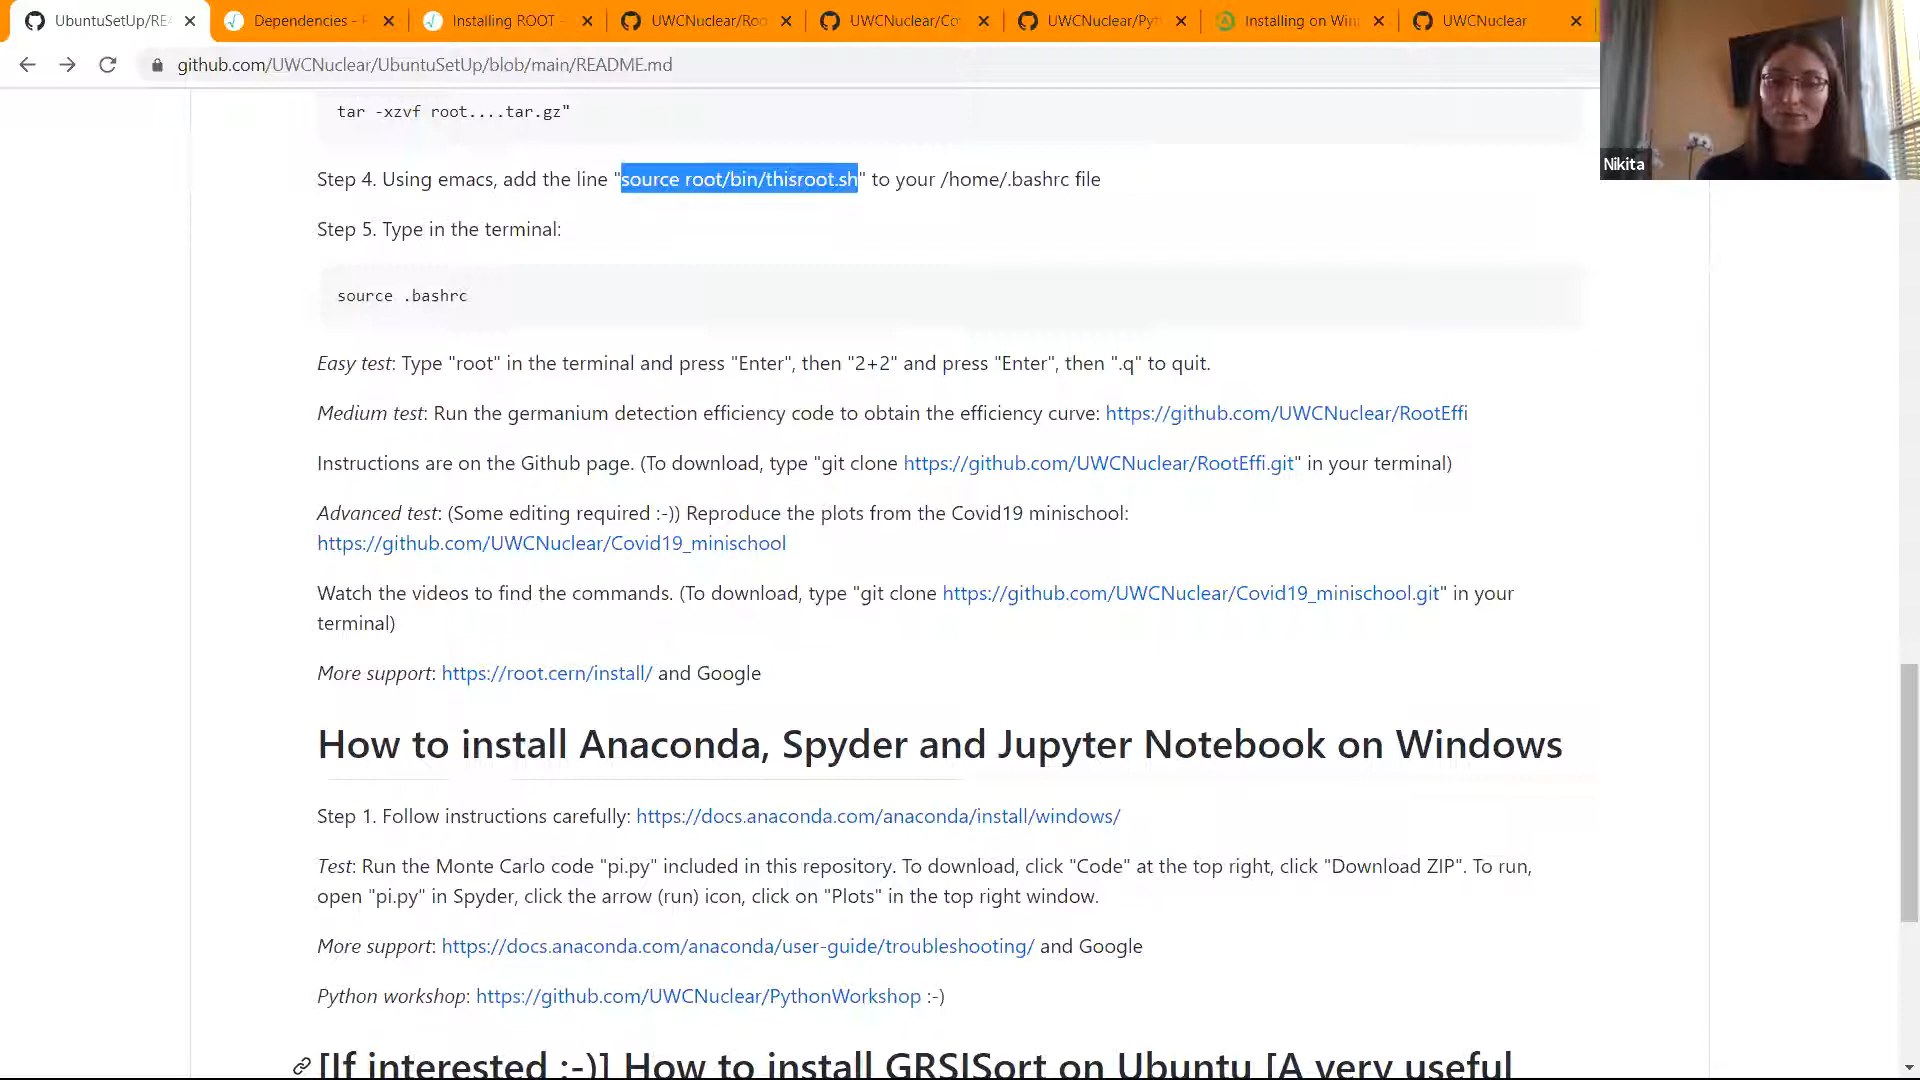 UbuntuSetUp/REA
Dependencies -
Installing ROOT -
UWCNuclear/Roo
UWCNuclear/Co
UWCNuclear/Pyt
Installing on Win
UWCNuclear
github.com/UWCNuclear/UbuntuSetUp/blob/main/README.md
Nikita
tar -xzvf root....tar.gz"
Step 4. Using emacs, add the line "source root/bin/thisroot.sh" to your /home/.bashrc file
Step 5. Type in the terminal:
source .bashrc
Easy test: Type "root" in the terminal and press "Enter", then "2+2" and press "Enter", then ".q" to quit.
Medium test: Run the germanium detection efficiency code to obtain the efficiency curve: https://github.com/UWCNuclear/RootEffi
Instructions are on the Github page. (To download, type "git clone https://github.com/UWCNuclear/RootEffi.git" in your terminal)
Advanced test: (Some editing required :-)) Reproduce the plots from the Covid19 minischool:
https://github.com/UWCNuclear/Covid19_minischool
Watch the videos to find the commands. (To download, type "git clone https://github.com/UWCNuclear/Covid19_minischool.git" in your
terminal)
More support: https://root.cern/install/ and Google
How to install Anaconda, Spyder and Jupyter Notebook on Windows
Step 1. Follow instructions carefully: https://docs.anaconda.com/anaconda/install/windows/
Test: Run the Monte Carlo code "pi.py" included in this repository. To download, click "Code" at the top right, click "Download ZIP". To run,
open "pi.py" in Spyder, click the arrow (run) icon, click on "Plots" in the top right window.
More support: https://docs.anaconda.com/anaconda/user-guide/troubleshooting/ and Google
Python workshop: https://github.com/UWCNuclear/PythonWorkshop :-)
[If interested :-)] How to install GRSISort on Ubuntu [A very useful